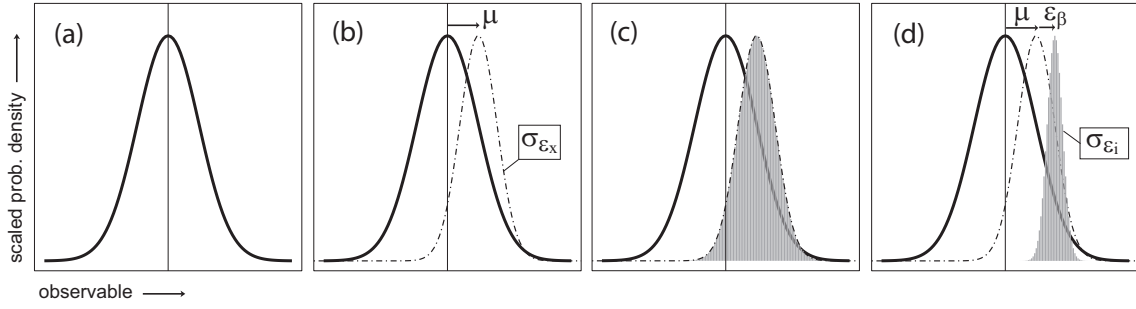 (a)
(b)
μ
σεx
(c)
(d)
μ εβ
σεi
scaled prob. density
observable